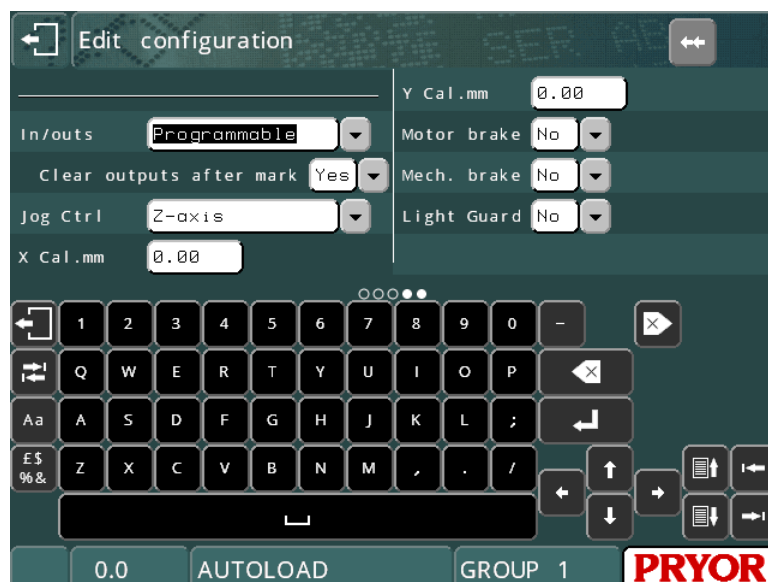 Edit configuration
In/outs Programmable
Clear outputs after mark Yes
Jog Ctrl Z-axis
X Cal.mm 0.00
Y Cal.mm 0.00
Motor brake No
Mech. brake No
Light Guard No
1 2 3 4 5 6 7 8 9 0 -
Q W E R T Y U I O P
Aa A S D F G H J K L ;
£$
%& Z X C V B N M , . /
0.0 AUTOLOAD GROUP 1 PRYOR